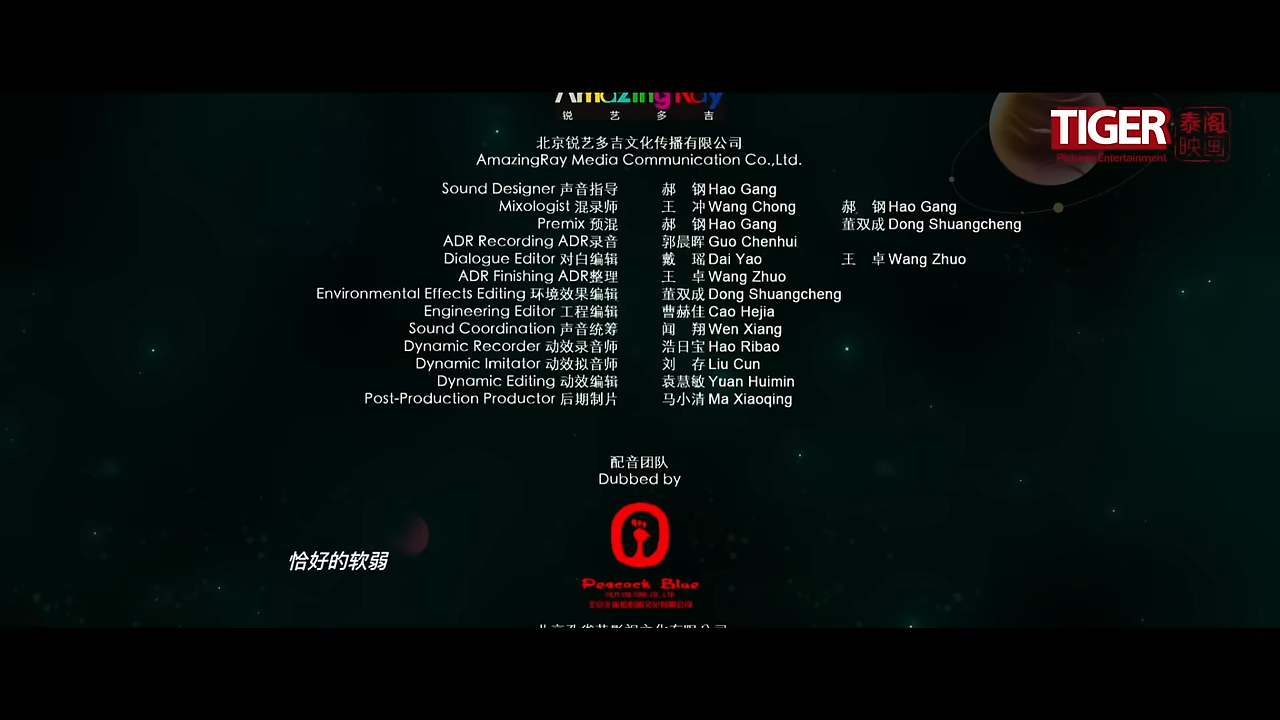 AmazingRay
锐 艺 多 吉
北京锐艺多吉文化传播有限公司
AmazingRay Media Communication Co.,Ltd.
TIGER 泰阁映画
Pictures Entertainment
Sound Designer 声音指导 郝 钢 Hao Gang
Mixologist 混录师 王 冲 Wang Chong 郝 钢 Hao Gang
Premix 预混 郝 钢 Hao Gang 董双成 Dong Shuangcheng
ADR Recording ADR录音 郭晨晖 Guo Chenhui
Dialogue Editor 对白编辑 戴 瑶 Dai Yao 王 卓 Wang Zhuo
ADR Finishing ADR整理 王 卓 Wang Zhuo
Environmental Effects Editing 环境效果编辑 董双成 Dong Shuangcheng
Engineering Editor 工程编辑 曹赫佳 Cao Hejia
Sound Coordination 声音统筹 闻 翔 Wen Xiang
Dynamic Recorder 动效录音师 浩日宝 Hao Ribao
Dynamic Imitator 动效拟音师 刘 存 Liu Cun
Dynamic Editing 动效编辑 袁慧敏 Yuan Huimin
Post-Production Productor 后期制片 马小清 Ma Xiaoqing
配音团队
Dubbed by
恰好的软弱
Peacock Blue